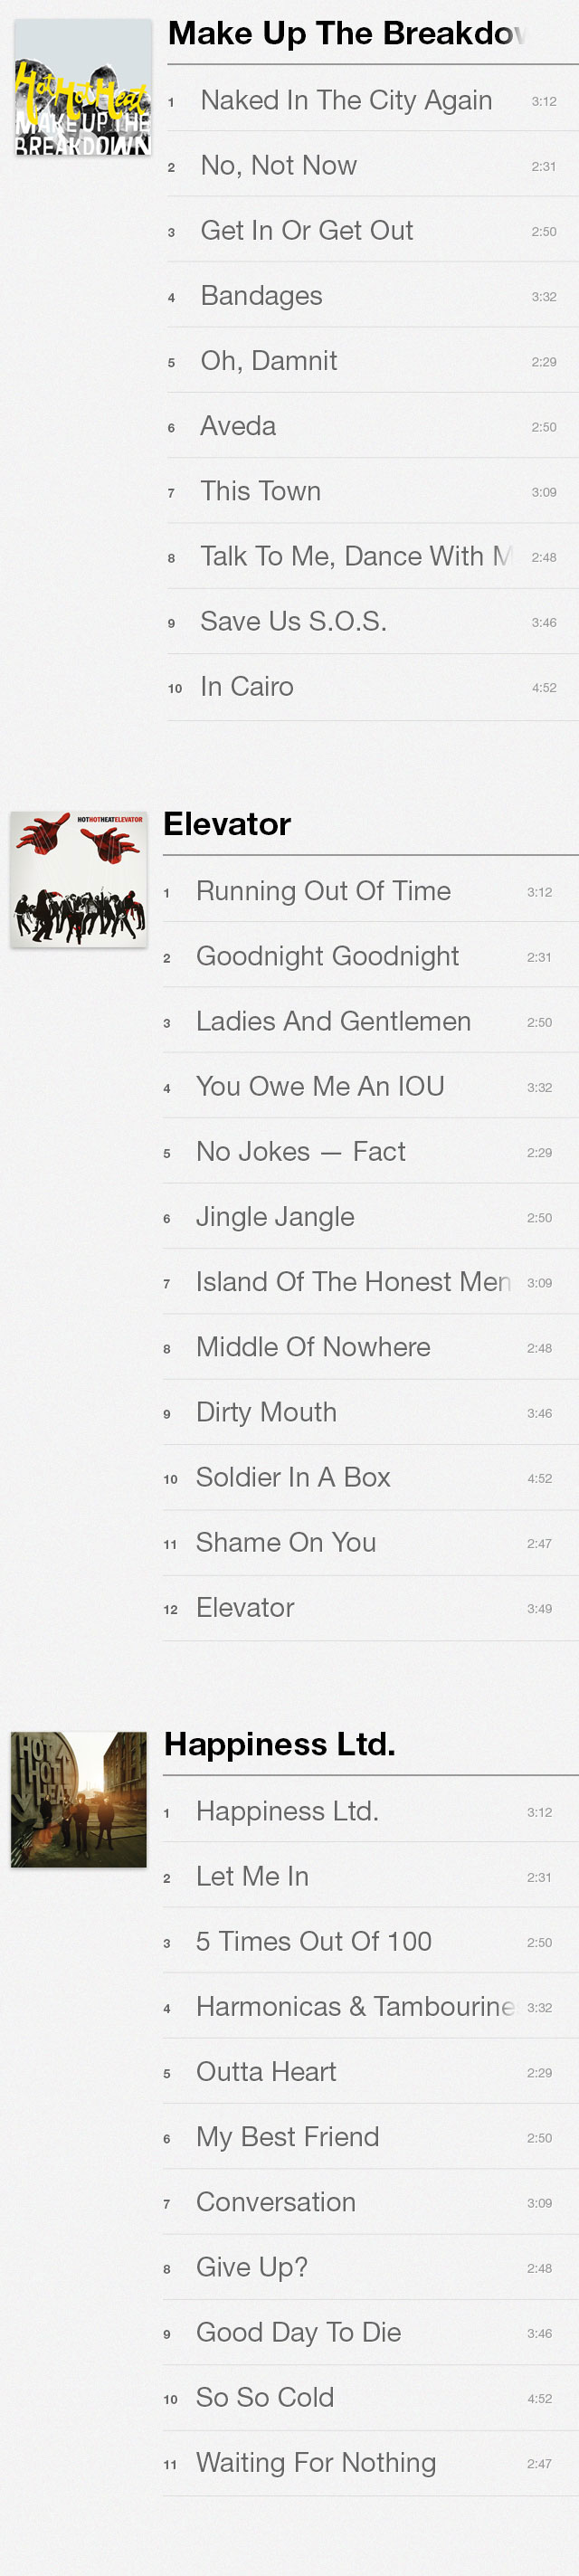 Hot Hot Heat
MAKE UP THE
BREAKDOWN
Make Up The Breakdow
1 Naked In The City Again 3:12
2 No, Not Now 2:31
3 Get In Or Get Out 2:50
4 Bandages 3:32
5 Oh, Damnit 2:29
6 Aveda 2:50
7 This Town 3:09
8 Talk To Me, Dance With M 2:48
9 Save Us S.O.S. 3:46
10 In Cairo 4:52
HOTHOTHEATELEVATOR
Elevator
1 Running Out Of Time 3:12
2 Goodnight Goodnight 2:31
3 Ladies And Gentlemen 2:50
4 You Owe Me An IOU 3:32
5 No Jokes — Fact 2:29
6 Jingle Jangle 2:50
7 Island Of The Honest Men 3:09
8 Middle Of Nowhere 2:48
9 Dirty Mouth 3:46
10 Soldier In A Box 4:52
11 Shame On You 2:47
12 Elevator 3:49
HOT
HOT
HEAT
Happiness Ltd.
1 Happiness Ltd. 3:12
2 Let Me In 2:31
3 5 Times Out Of 100 2:50
4 Harmonicas & Tambourine 3:32
5 Outta Heart 2:29
6 My Best Friend 2:50
7 Conversation 3:09
8 Give Up? 2:48
9 Good Day To Die 3:46
10 So So Cold 4:52
11 Waiting For Nothing 2:47